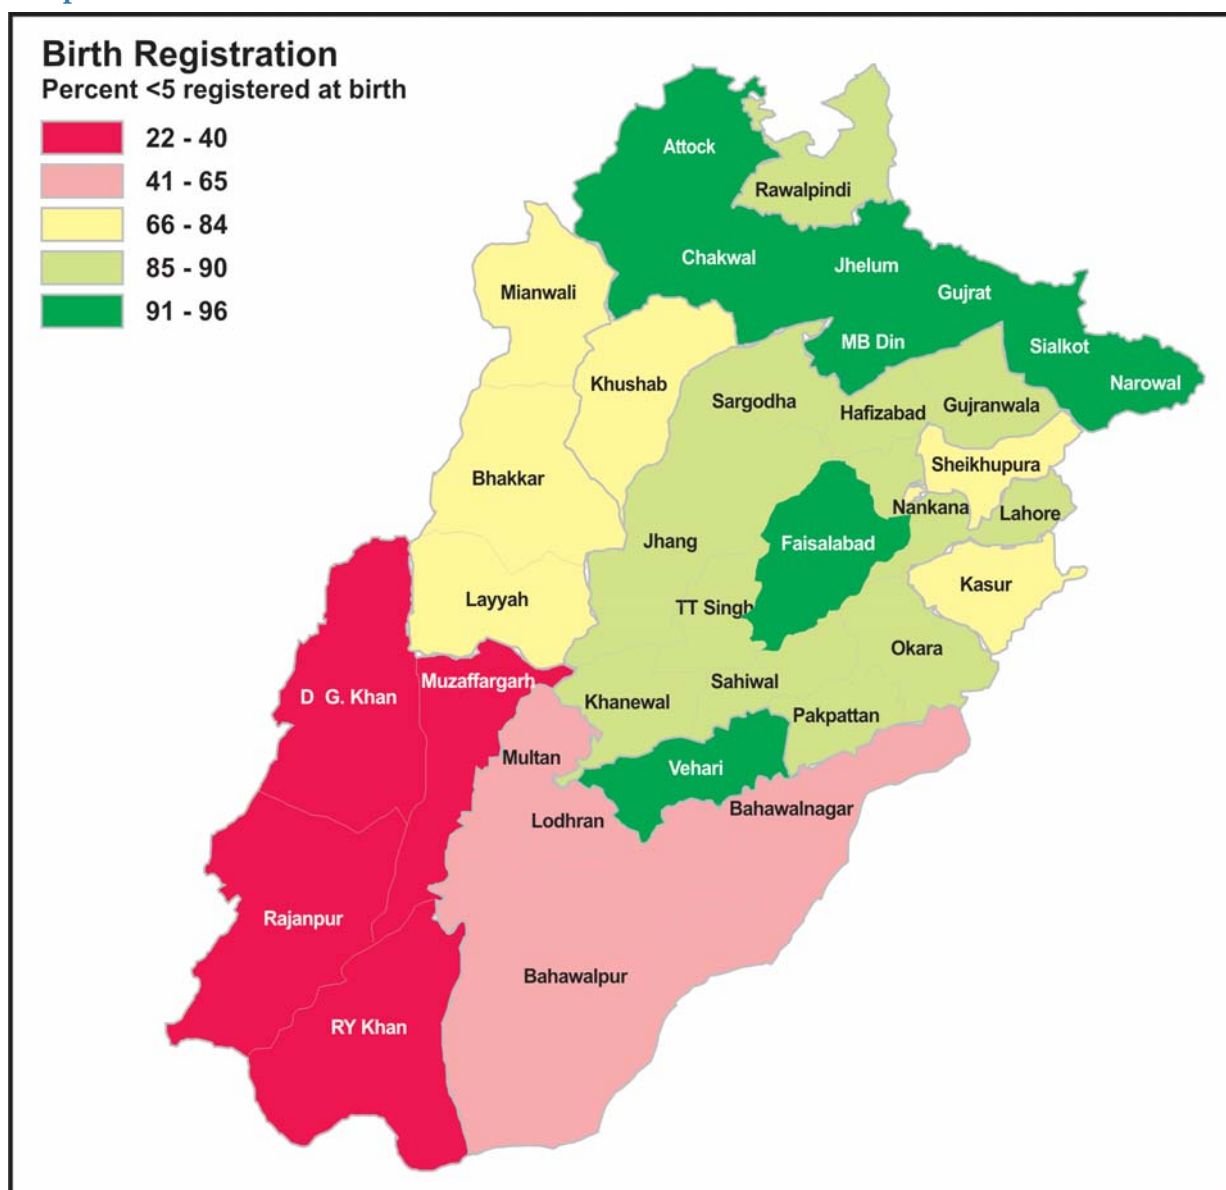 Birth Registration
Percent <5 registered at birth
22 - 40
41 - 65
66 - 84
85 - 90
91 - 96
Attock
Rawalpindi
Chakwal
Jhelum
Gujrat
Mianwali
MB Din
Sialkot
Narowal
Khushab
Sargodha
Hafizabad
Gujranwala
Sheikhupura
Bhakkar
Nankana
Lahore
Jhang
Faisalabad
Kasur
Layyah
TT Singh
Okara
Muzaffargarh
Sahiwal
D G. Khan
Khanewal
Pakpattan
Multan
Vehari
Bahawalnagar
Lodhran
Rajanpur
Bahawalpur
RY Khan